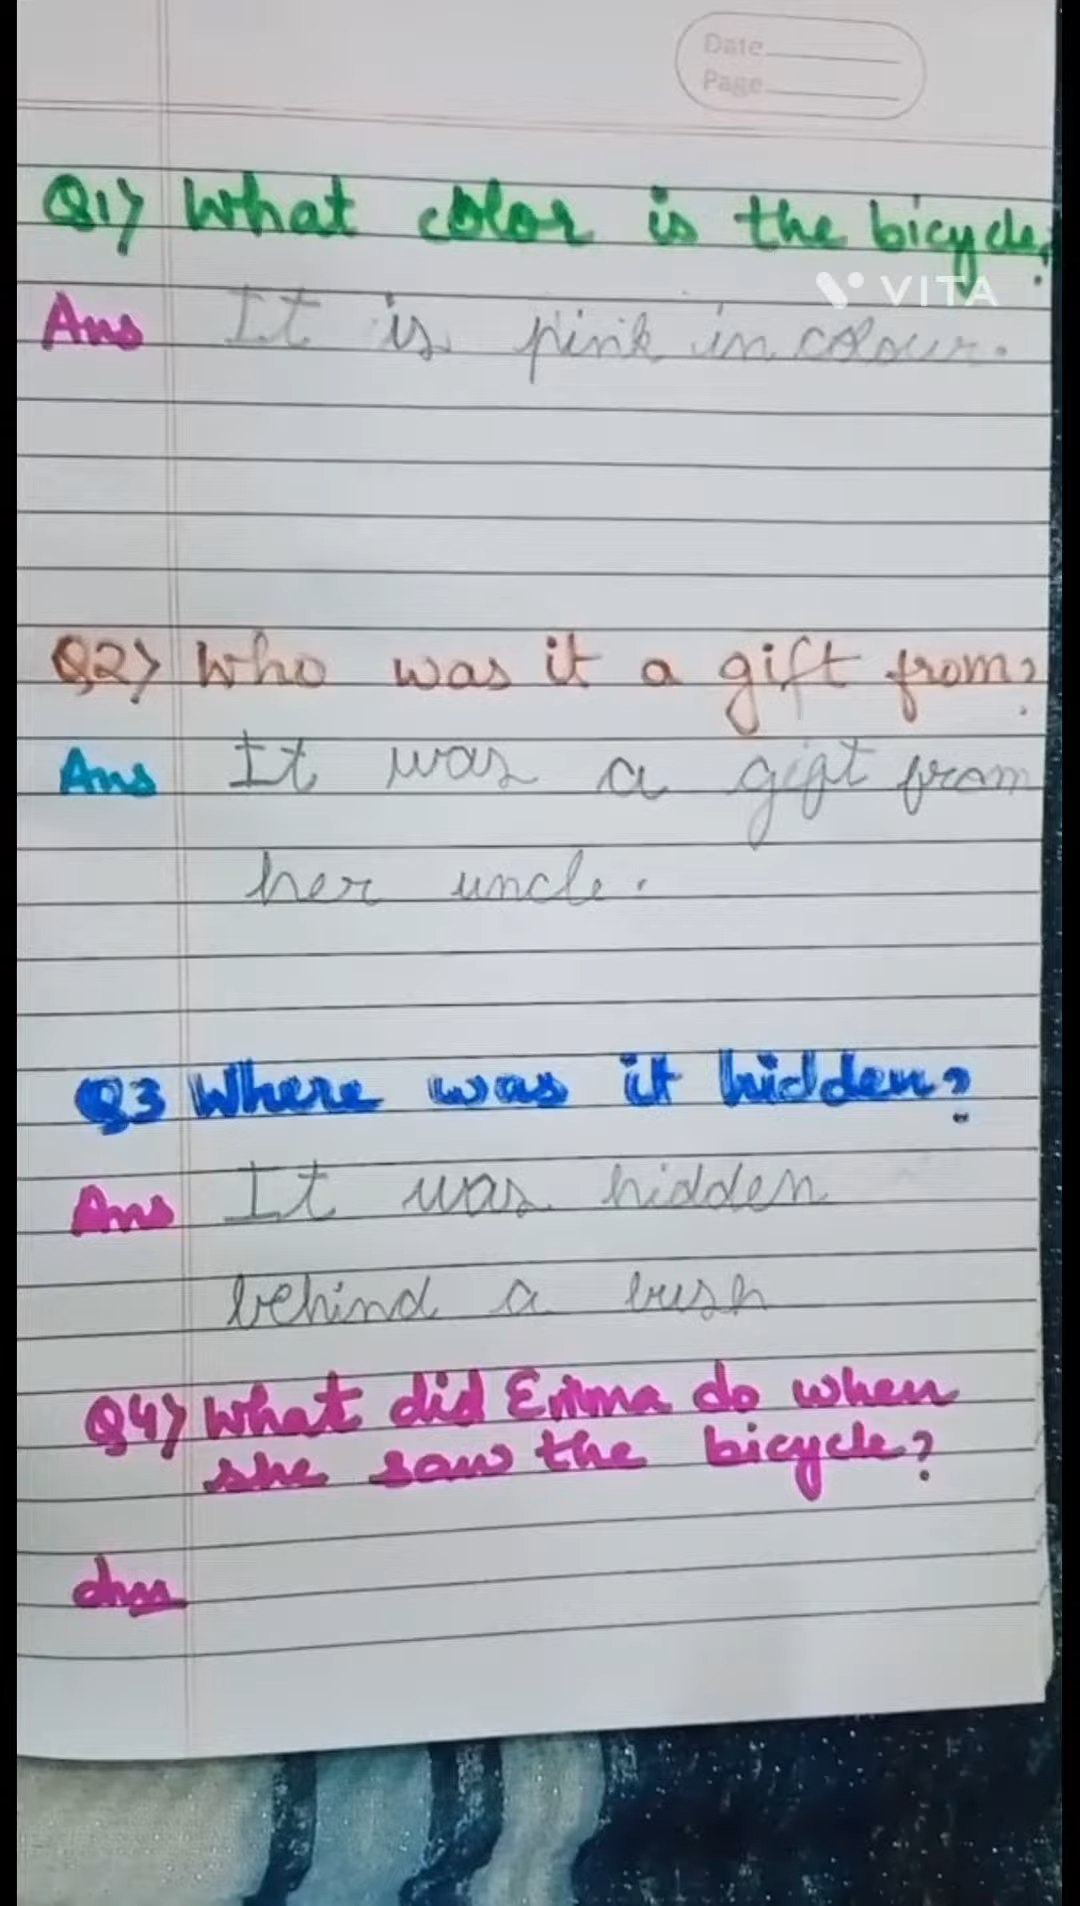 Date
Page
Q1) What color is the bicycle?
VITA
Ans It is pink in colour.
Q2) Who was it a gift from?
Ans It was a gift from
her uncle.
Q3 Where was it hidden?
Ans It was hidden
behind a bush
Q4) What did Emma do when
she saw the bicycle?
Ans